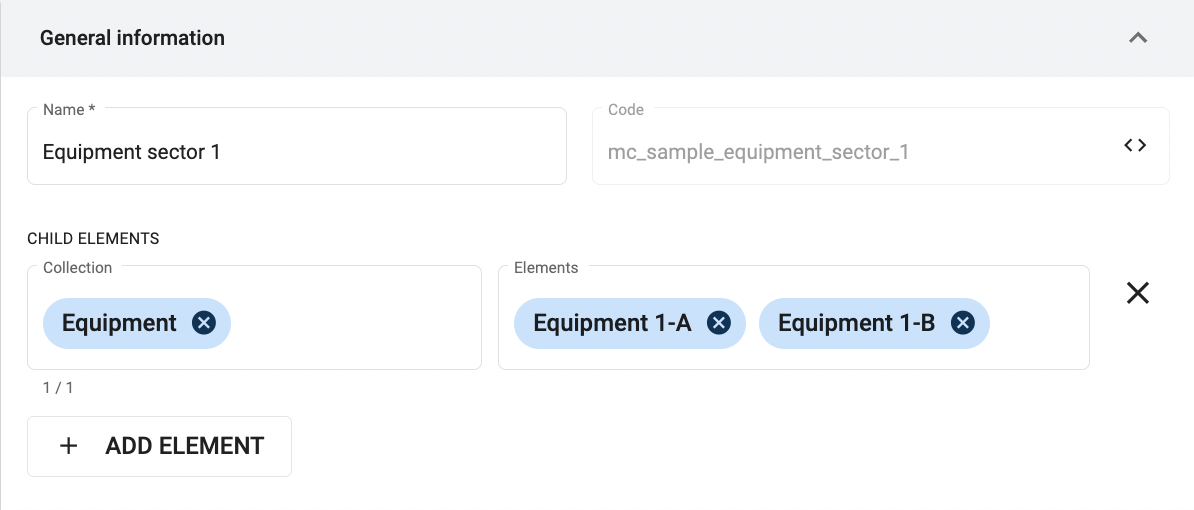 General information
Name *
Code
Equipment sector 1
mc_sample_equipment_sector_1
CHILD ELEMENTS
Collection
Elements
Equipment
Equipment 1-A
Equipment 1-B
1 / 1
+ ADD ELEMENT